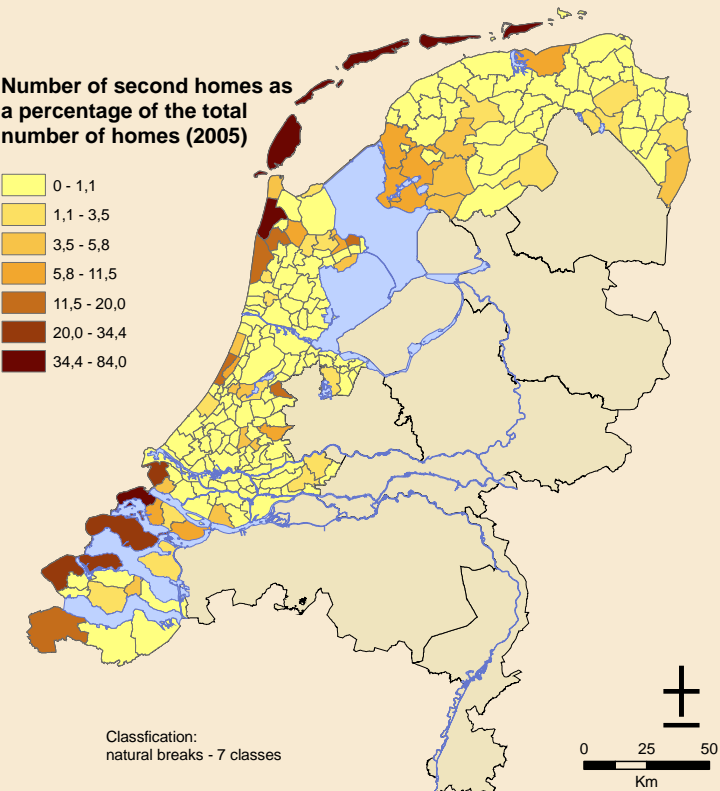 Number of second homes as
a percentage of the total
number of homes (2005)
0 - 1,1
1,1 - 3,5
3,5 - 5,8
5,8 - 11,5
11,5 - 20,0
20,0 - 34,4
34,4 - 84,0
Classfication:
natural breaks - 7 classes
0 25 50
Km